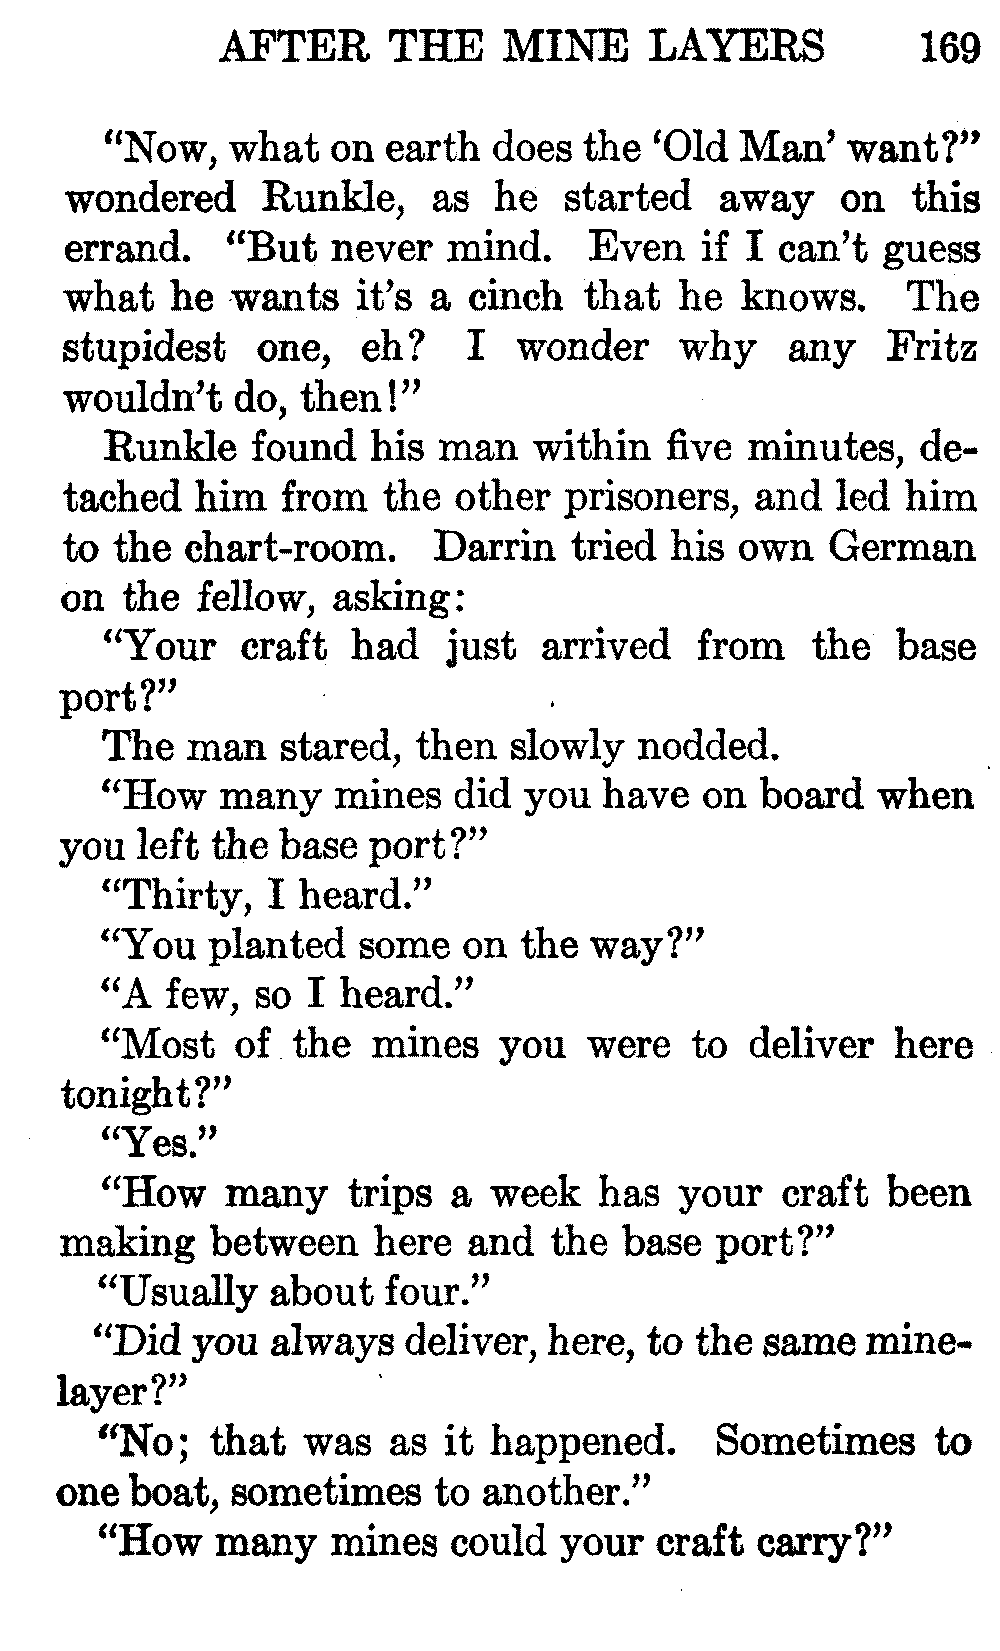 AFTER THE MINE LAYERS 169
“Now, what on earth does the ‘Old Man’ want?”
wondered Runkle, as he started away on this
errand. “But never mind. Even if I can’t guess
what he wants it’s a cinch that he knows. The
stupidest one, eh? I wonder why any Fritz
wouldn’t do, then!”
Runkle found his man within five minutes, de-
tached him from the other prisoners, and led him
to the chart-room. Darrin tried his own German
on the fellow, asking:
“Your craft had just arrived from the base
port?”
The man stared, then slowly nodded.
“How many mines did you have on board when
you left the base port?”
“Thirty, I heard.”
“You planted some on the way?”
“A few, so I heard.”
“Most of the mines you were to deliver here
tonight?”
“Yes.”
“How many trips a week has your craft been
making between here and the base port?”
“Usually about four.”
“Did you always deliver, here, to the same mine-
layer?”
“No; that was as it happened. Sometimes to
one boat, sometimes to another.”
“How many mines could your craft carry?”